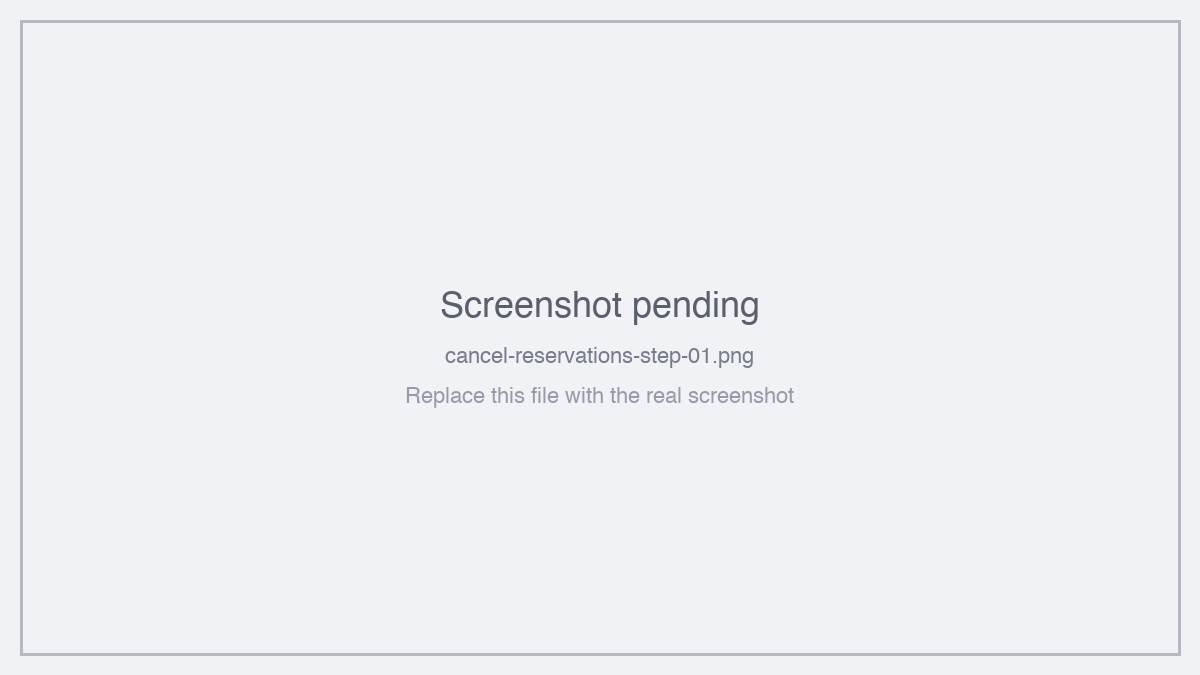 Screenshot pending
cancel-reservations-step-01.png
Replace this file with the real screenshot